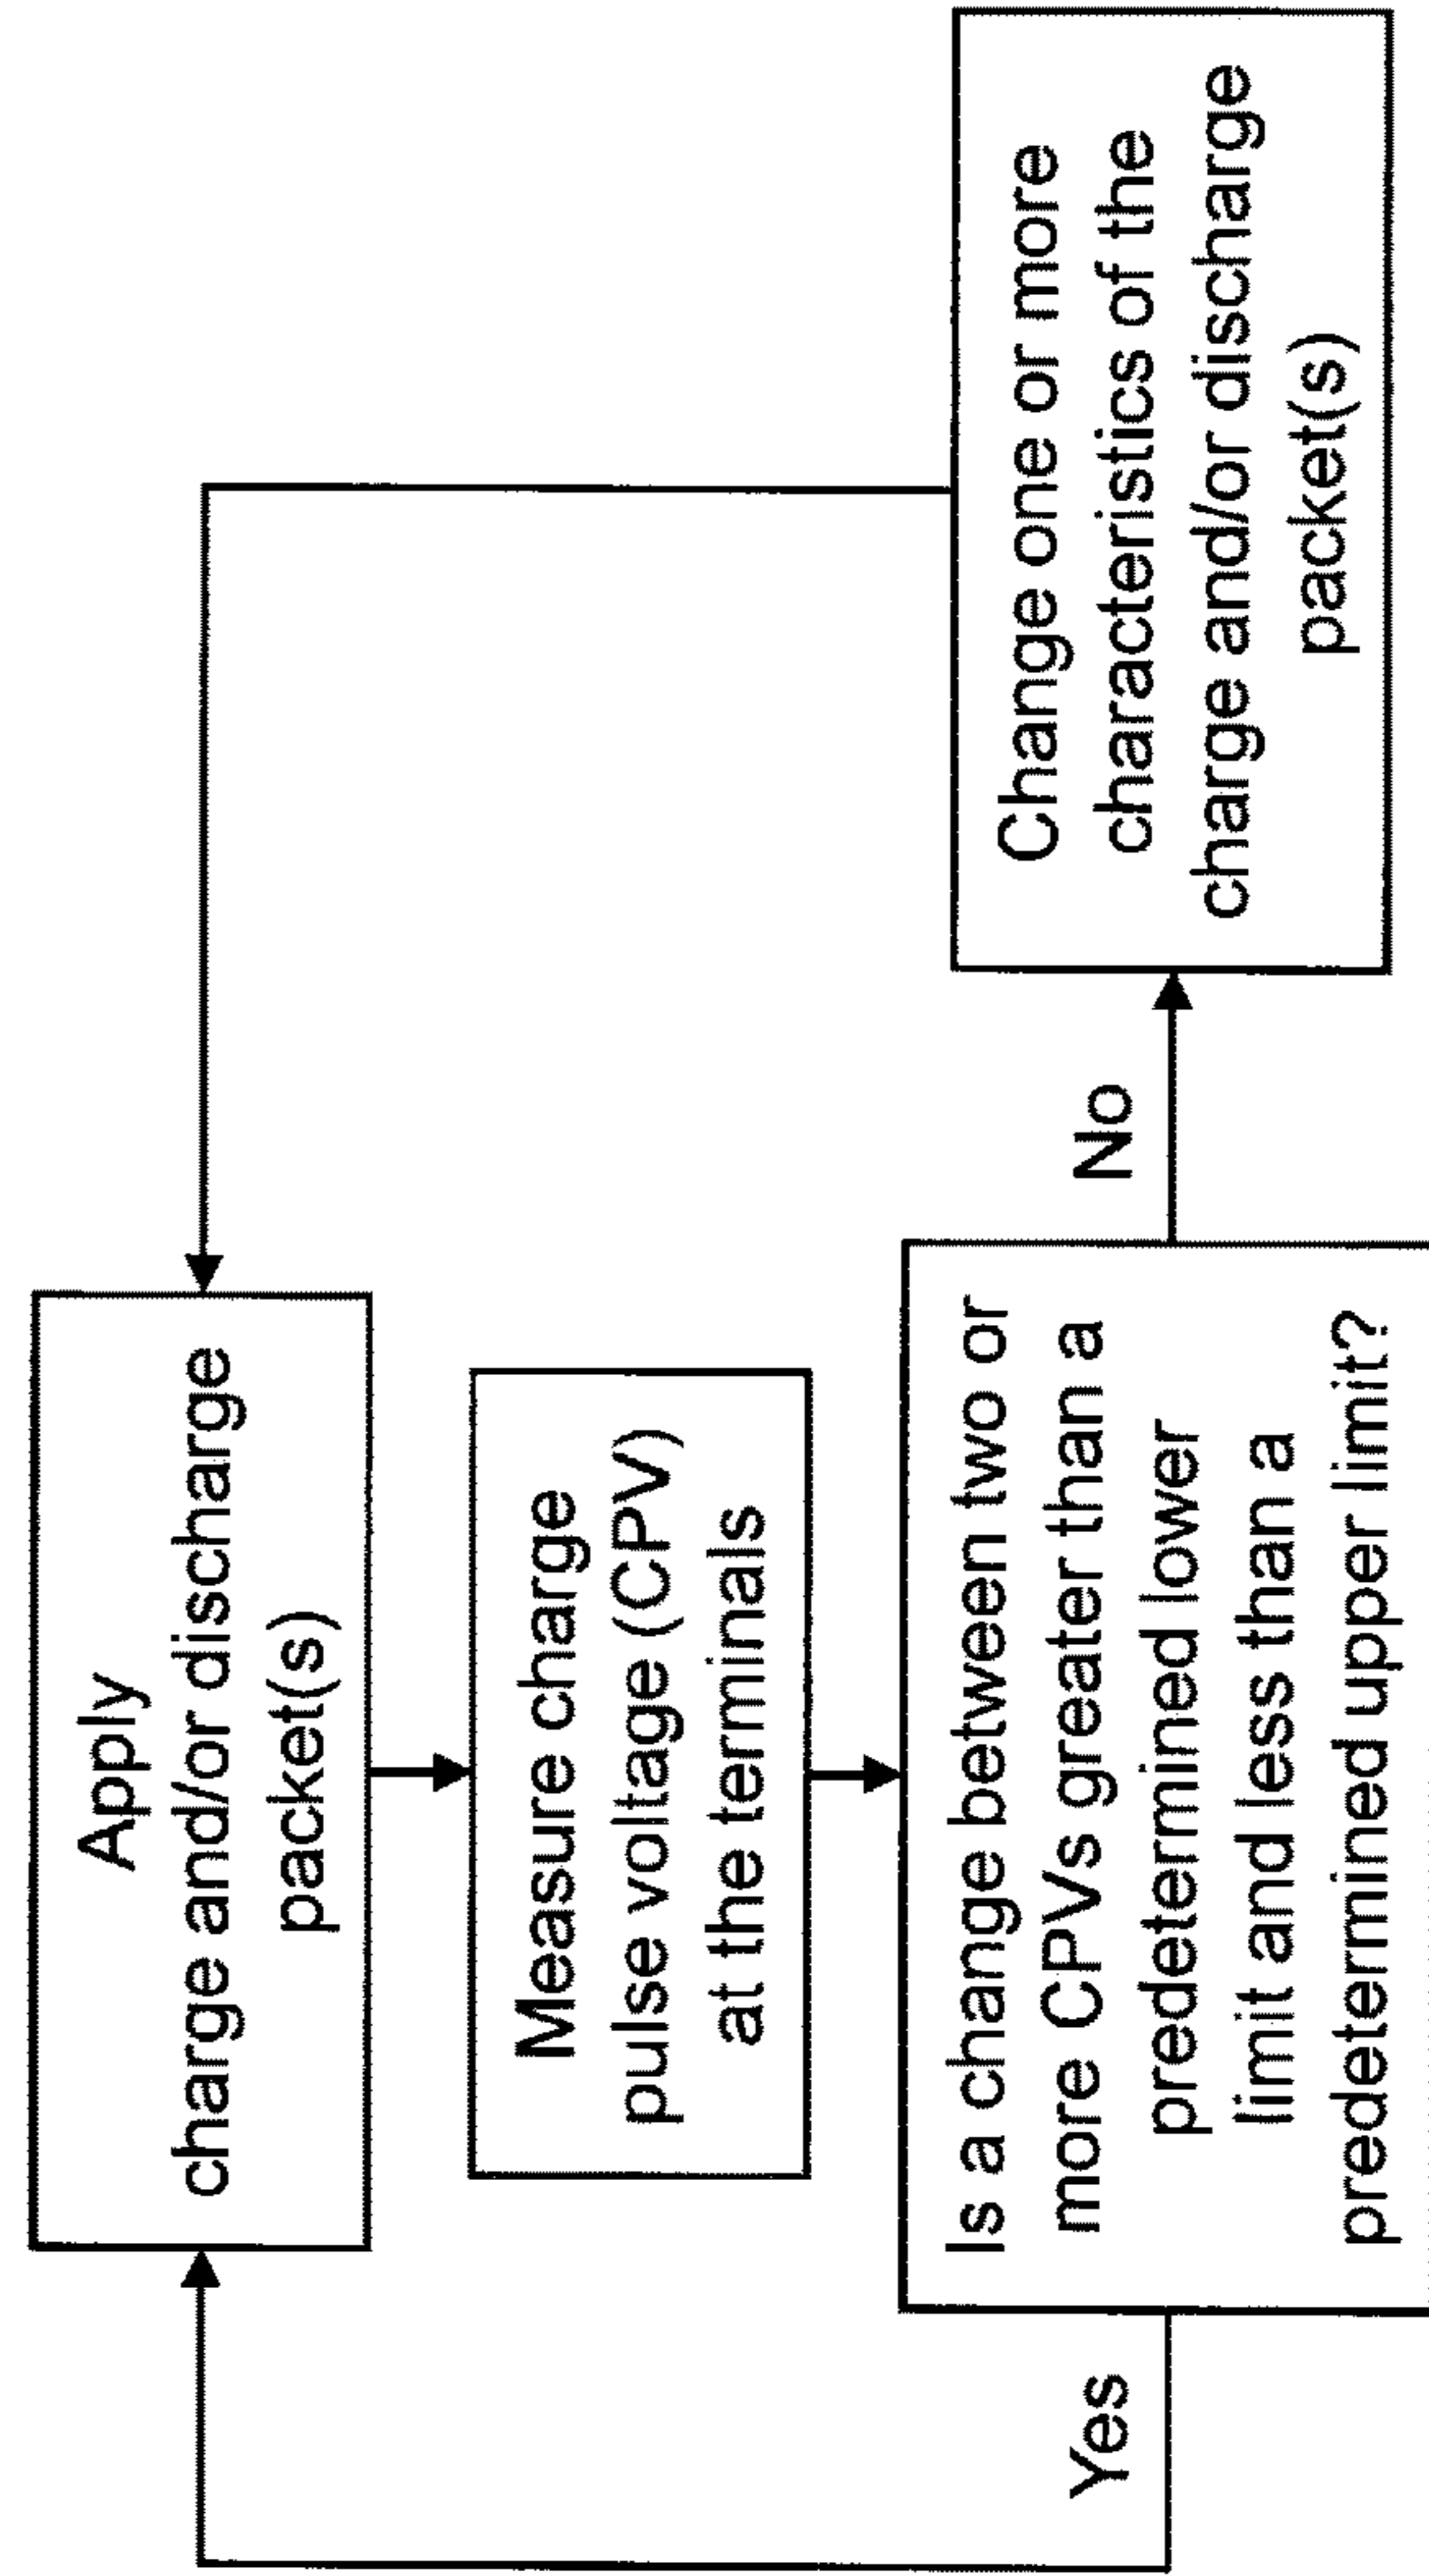 Apply
charge and/or discharge
packet(s)
Measure charge
pulse voltage (CPV)
at the terminals
Is a change between two or
more CPVs greater than a
predetermined lower
limit and less than a
predetermined upper limit?
Yes
No
Change one or more
characteristics of the
charge and/or discharge
packet(s)